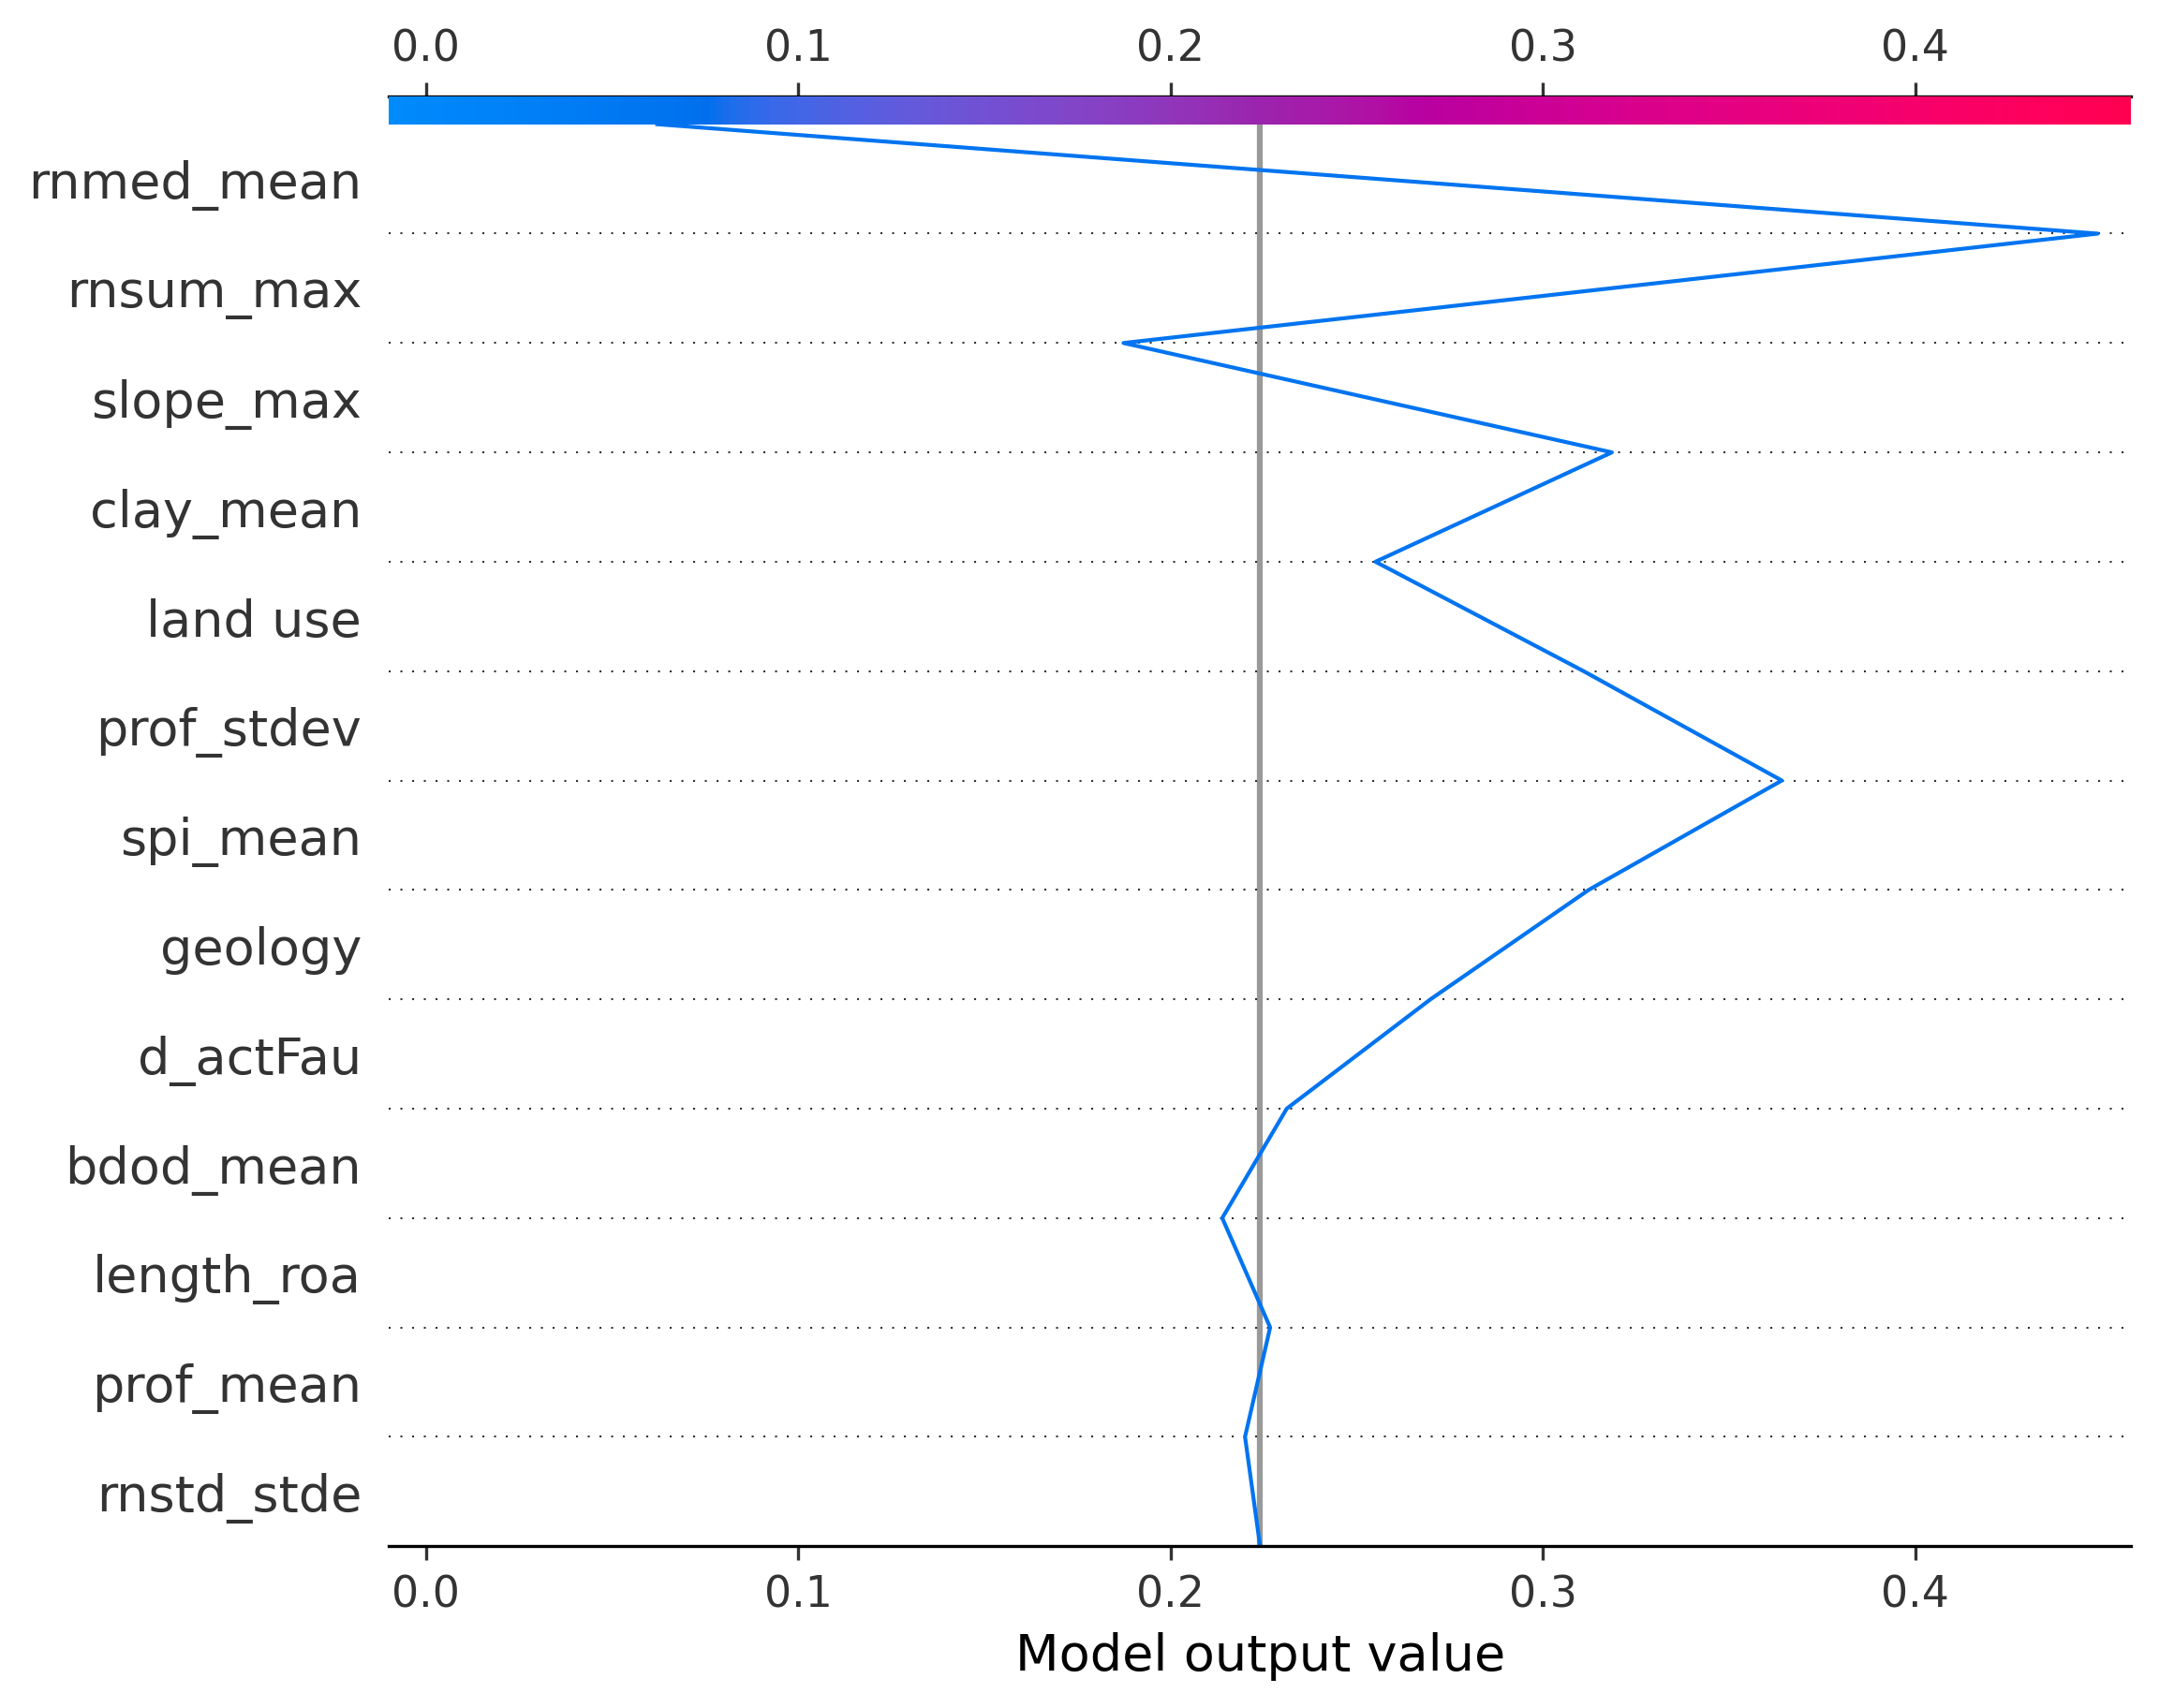 0.0 0.1 0.2 0.3 0.4
rnmed_mean
rnsum_max
slope_max
clay_mean
land use
prof_stdev
spi_mean
geology
d_actFau
bdod_mean
length_roa
prof_mean
rnstd_stde
0.0 0.1 0.2 0.3 0.4
Model output value